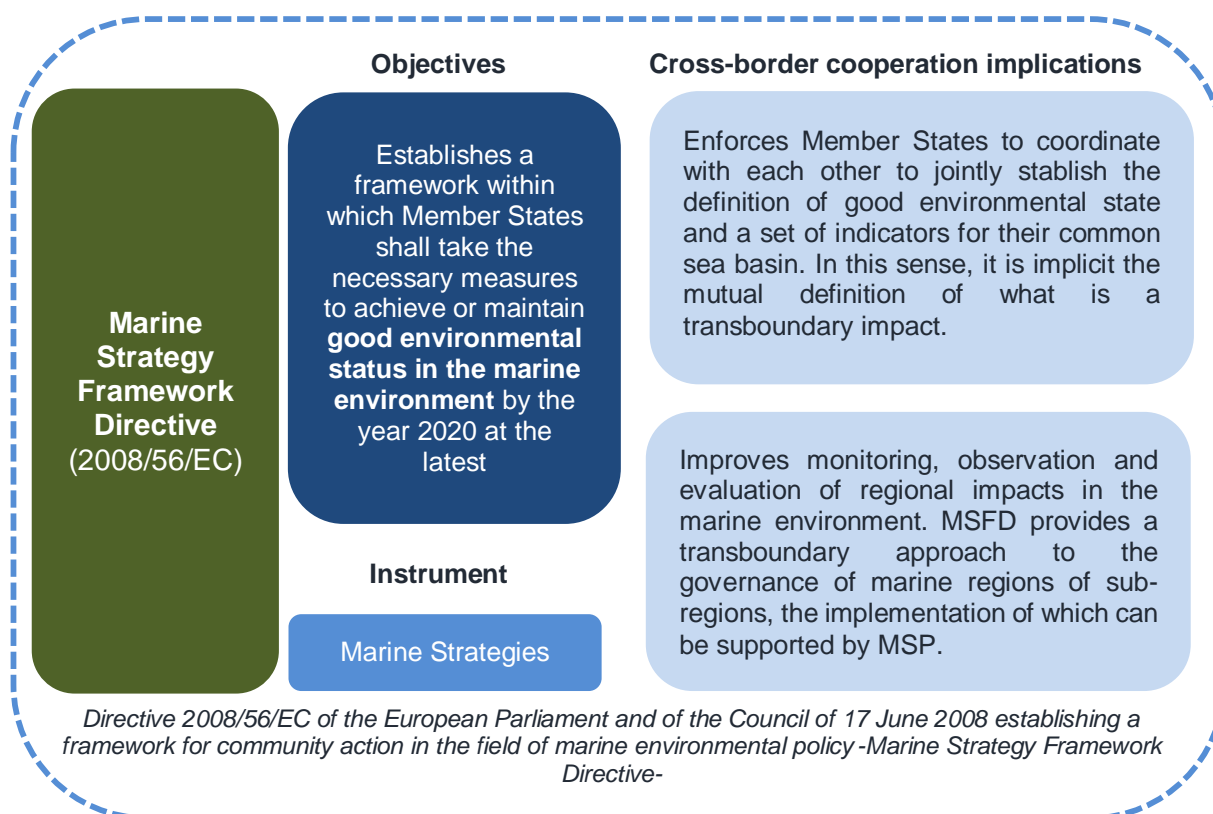 Objectives
Cross-border cooperation implications
Marine
Strategy
Framework
Directive
(2008/56/EC)
Establishes a
framework within
which Member States
shall take the
necessary measures
to achieve or maintain
good environmental
status in the marine
environment by the
year 2020 at the
latest
Instrument
Marine Strategies
Enforces Member States to coordinate
with each other to jointly stablish the
definition of good environmental state
and a set of indicators for their common
sea basin. In this sense, it is implicit the
mutual definition of what is a
transboundary impact.
Improves monitoring, observation and
evaluation of regional impacts in the
marine environment. MSFD provides a
transboundary approach to the
governance of marine regions of sub-
regions, the implementation of which can
be supported by MSP.
Directive 2008/56/EC of the European Parliament and of the Council of 17 June 2008 establishing a
framework for community action in the field of marine environmental policy -Marine Strategy Framework
Directive-